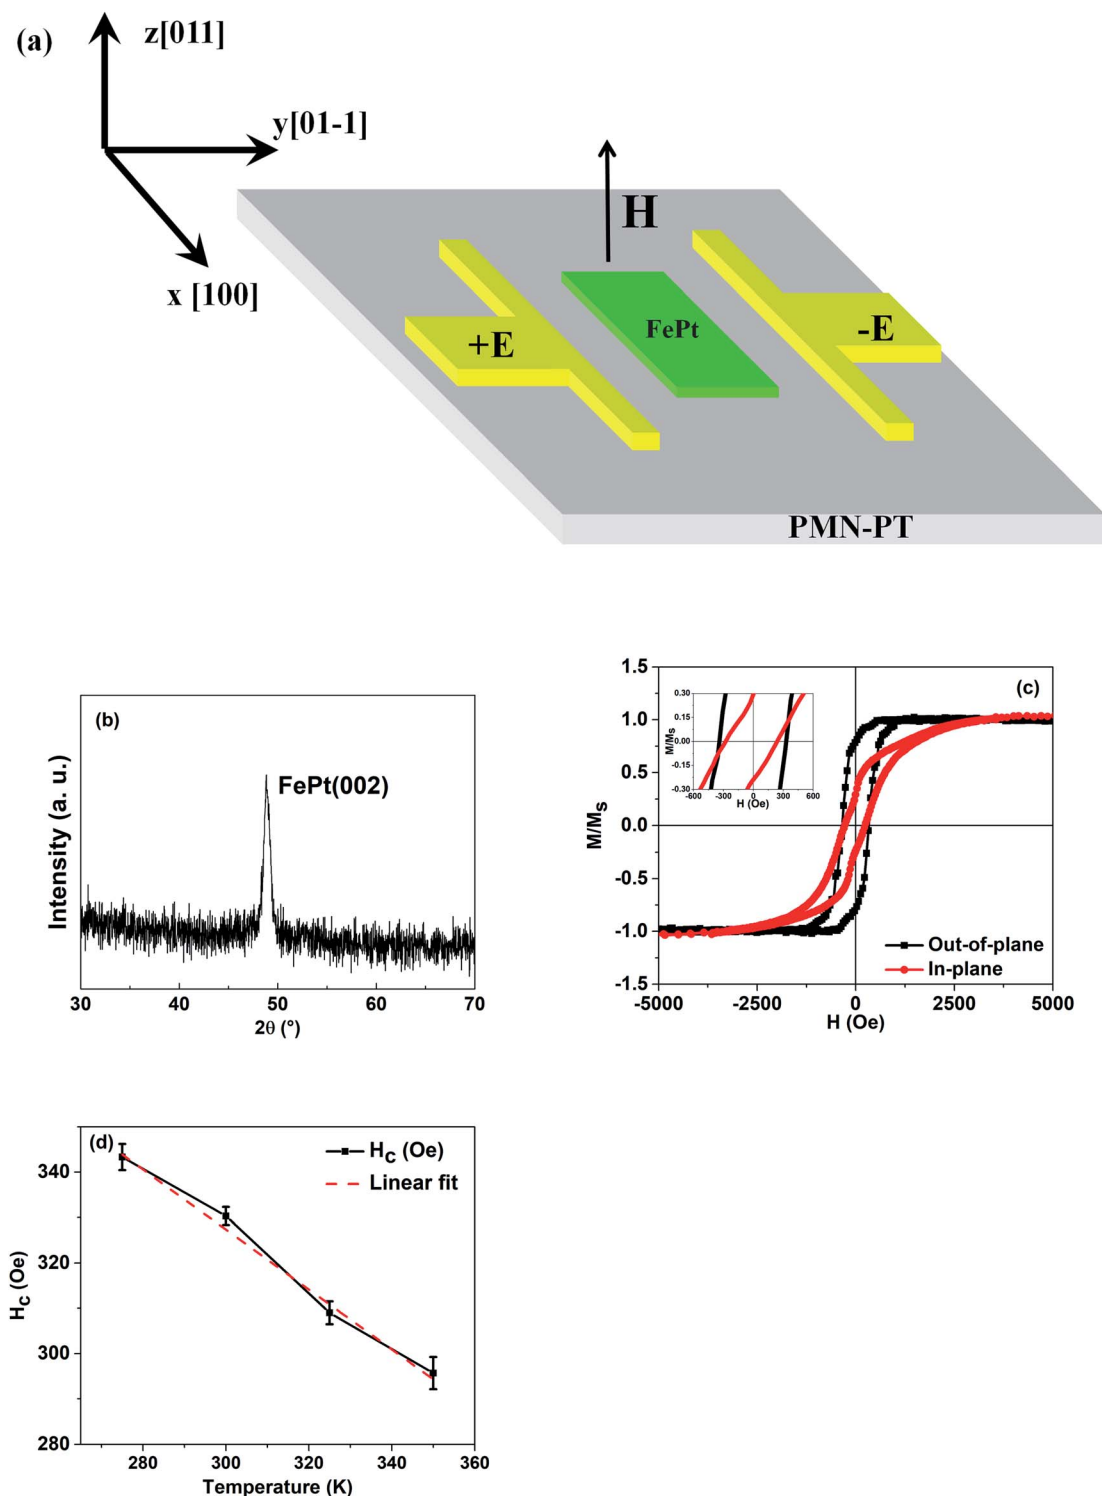 (a)
z[011]
y[01-1]
x [100]
H
FePt
+E
-E
PMN-PT
(b)
FePt(002)
Intensity (a. u.)
30 40 50 60 70
2θ (°)
(c)
1.5
1.0
0.5
0.0
-0.5
-1.0
-1.5
M/Ms
0.30
0.15
0.00
-0.15
-0.30
M/Ms
-600 -300 0 300 600
H (Oe)
Out-of-plane
In-plane
-5000 -2500 0 2500 5000
H (Oe)
(d)
Hc (Oe)
Linear fit
340
320
300
280
Hc (Oe)
280 300 320 340 360
Temperature (K)